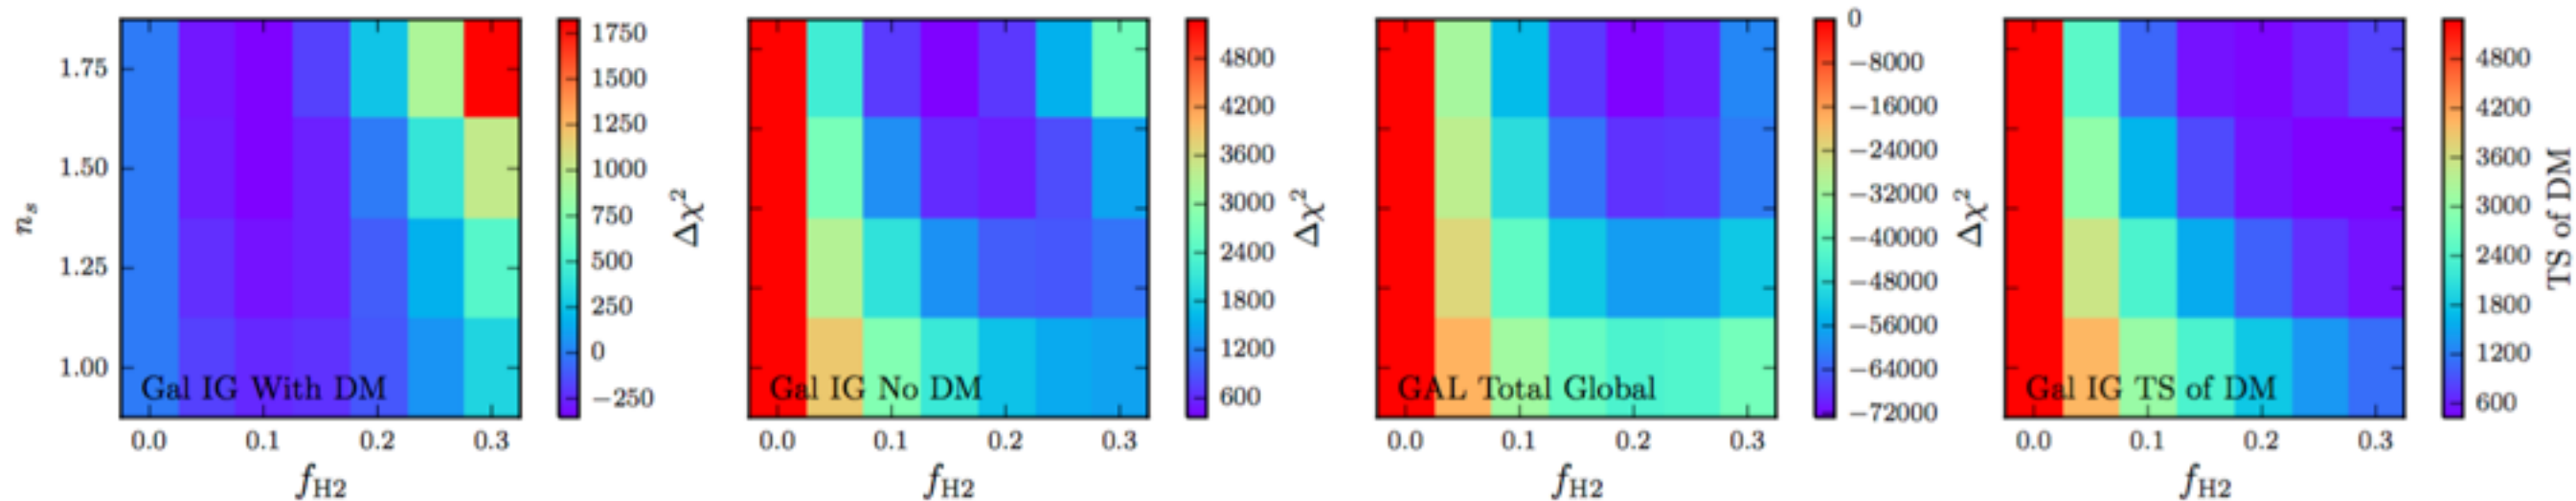 1.75
1.50
1.25
1.00
n_s
Gal IG With DM
0.0 0.1 0.2 0.3
f_H2
1750
1500
1250
1000
750
500
250
0
−250
Δχ²
Gal IG No DM
0.0 0.1 0.2 0.3
f_H2
4800
4200
3600
3000
2400
1800
1200
600
Δχ²
GAL Total Global
0.0 0.1 0.2 0.3
f_H2
0
−8000
−16000
−24000
−32000
−40000
−48000
−56000
−64000
−72000
Δχ²
Gal IG TS of DM
0.0 0.1 0.2 0.3
f_H2
4800
4200
3600
3000
2400
1800
1200
600
TS of DM